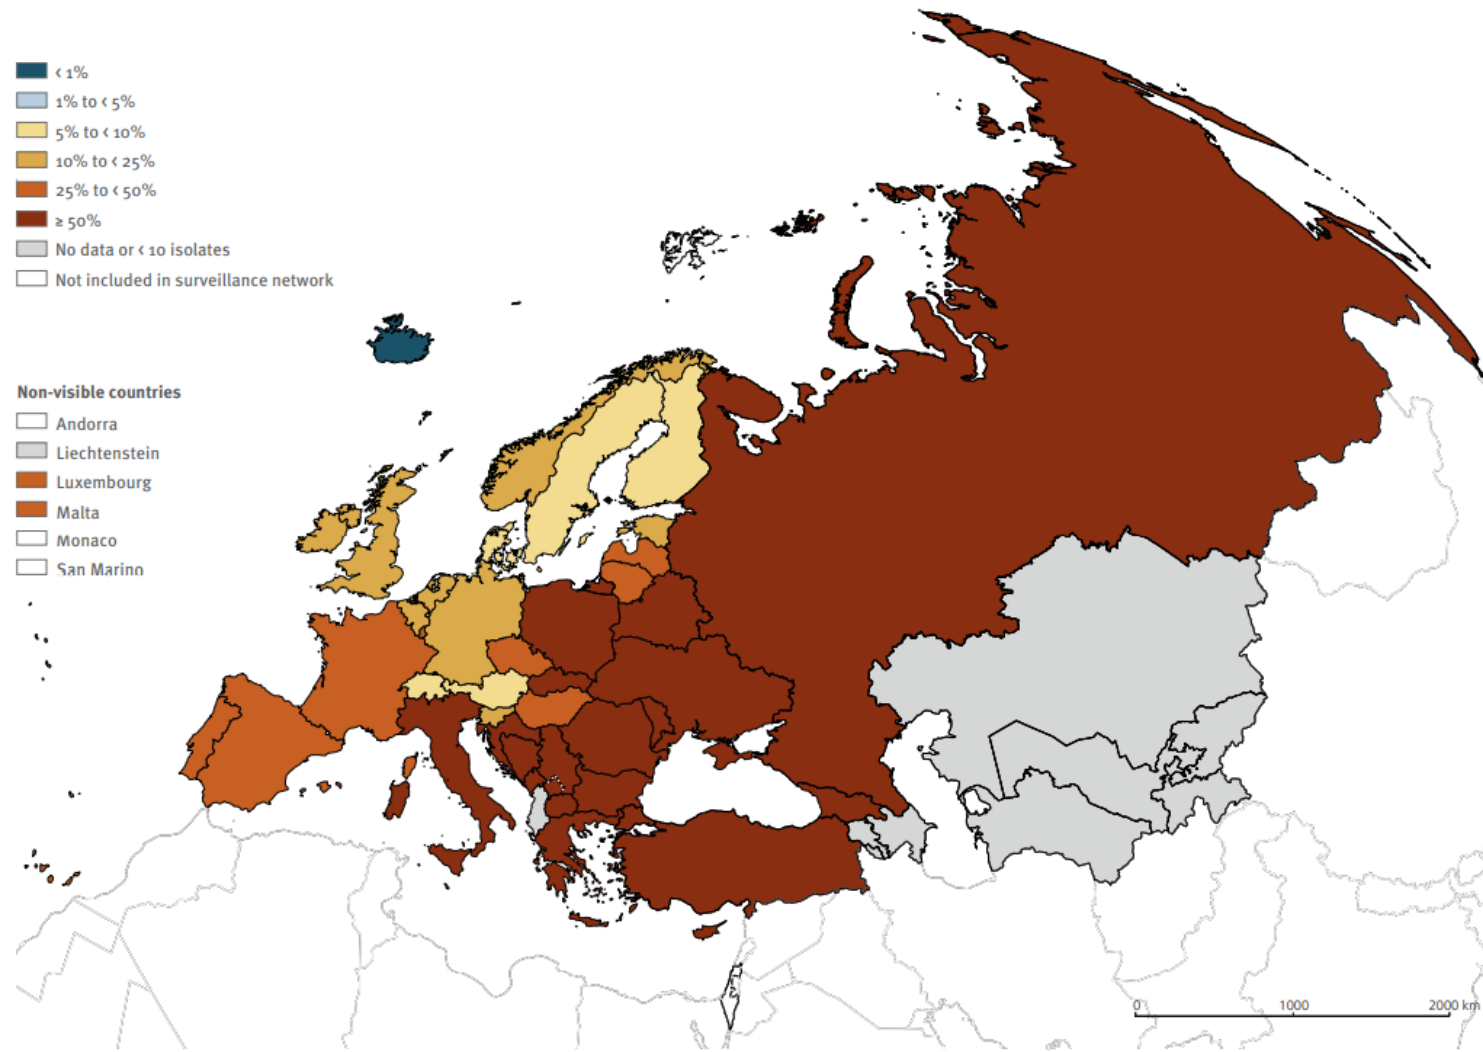 < 1%
1% to < 5%
5% to < 10%
10% to < 25%
25% to < 50%
≥ 50%
No data or < 10 isolates
Not included in surveillance network
Non-visible countries
Andorra
Liechtenstein
Luxembourg
Malta
Monaco
San Marino
0 1000 2000 km